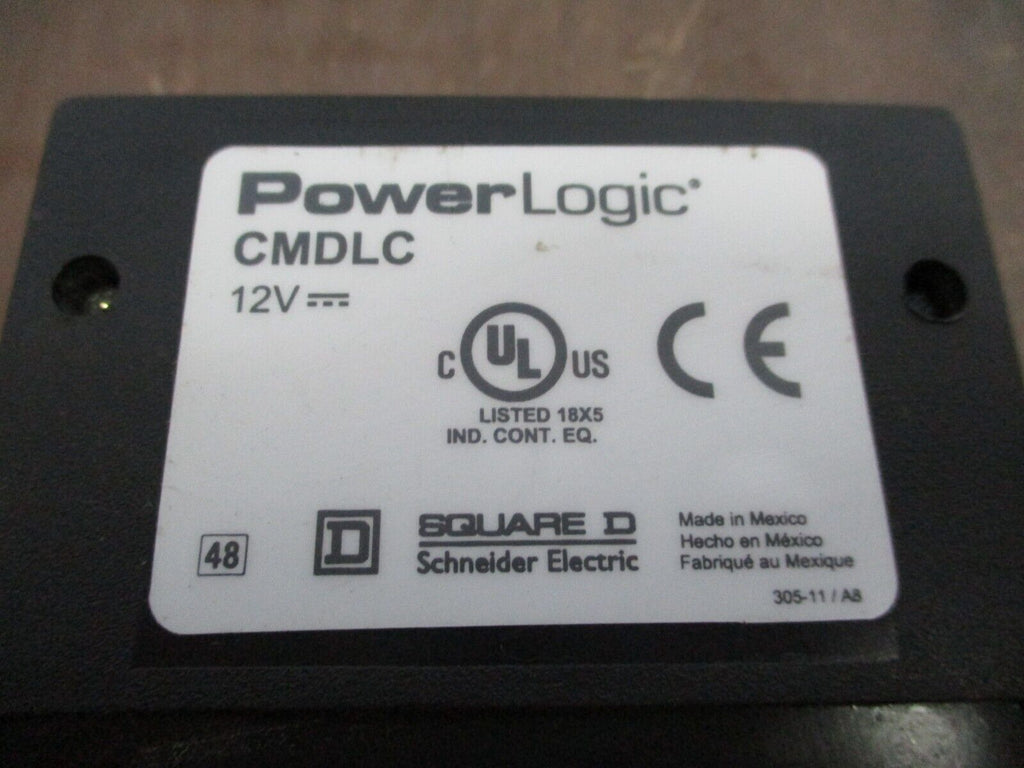 PowerLogic®
CMDLC
12V⎓
C UL US
CE
LISTED 18X5
IND. CONT. EQ.
48
D
SQUARE D
Schneider Electric
Made in Mexico
Hecho en México
Fabriqué au Mexique
305-11 / A8